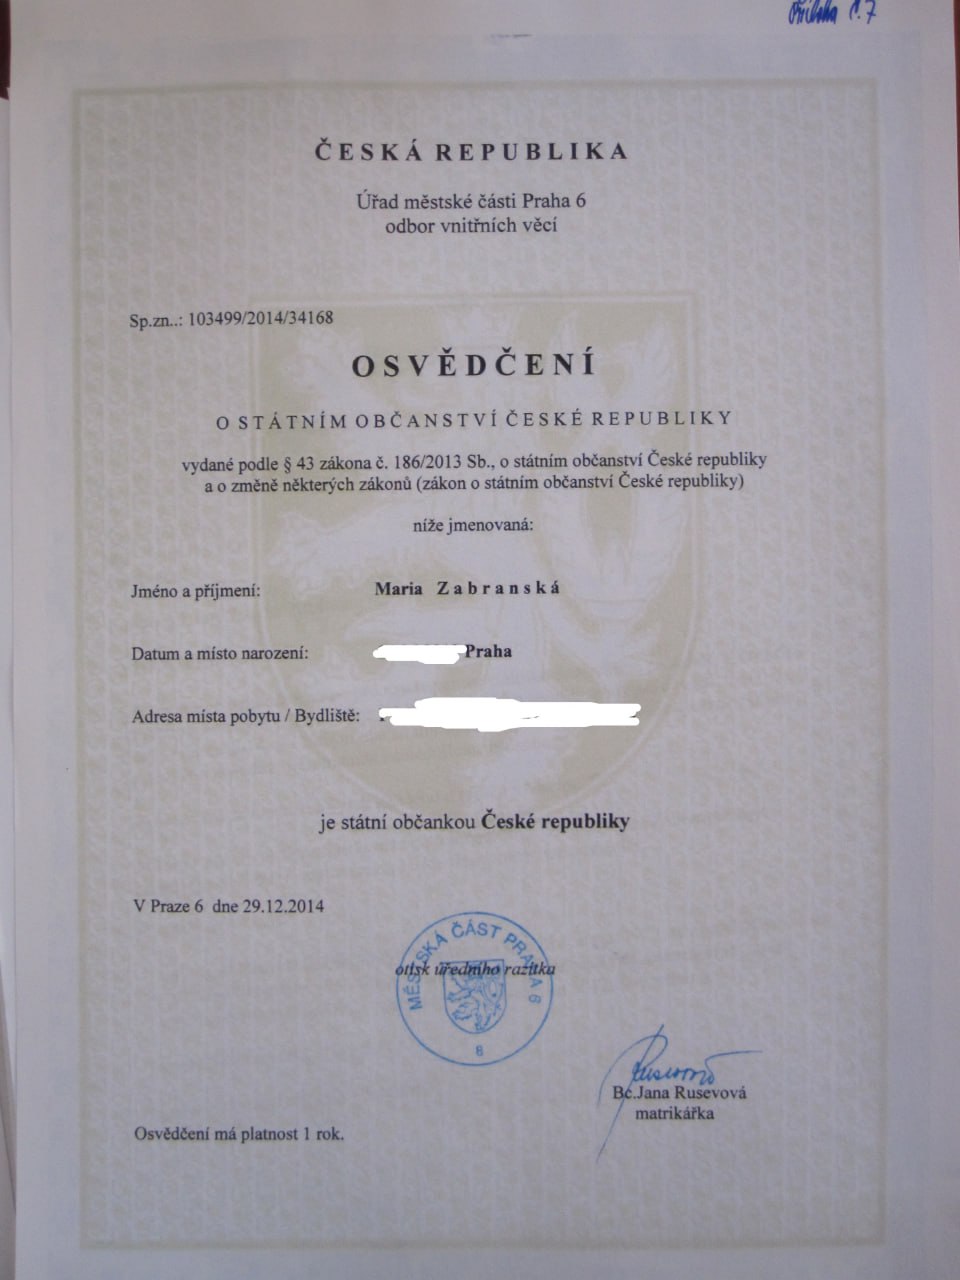 Příloha č. 7
ČESKÁ REPUBLIKA
Úřad městské části Praha 6
odbor vnitřních věcí
Sp.zn..: 103499/2014/34168
OSVĚDČENÍ
O STÁTNÍM OBČANSTVÍ ČESKÉ REPUBLIKY
vydané podle § 43 zákona č. 186/2013 Sb., o státním občanství České republiky
a o změně některých zákonů (zákon o státním občanství České republiky)
níže jmenovaná:
Jméno a příjmení: Maria Zabranská
Datum a místo narození: Praha
Adresa místa pobytu / Bydliště:
je státní občankou České republiky
V Praze 6 dne 29.12.2014
MĚSTSKÁ ČÁST PRAHA 6
otisk úředního razítka
8
Bc.Jana Rusevová
matrikářka
Osvědčení má platnost 1 rok.